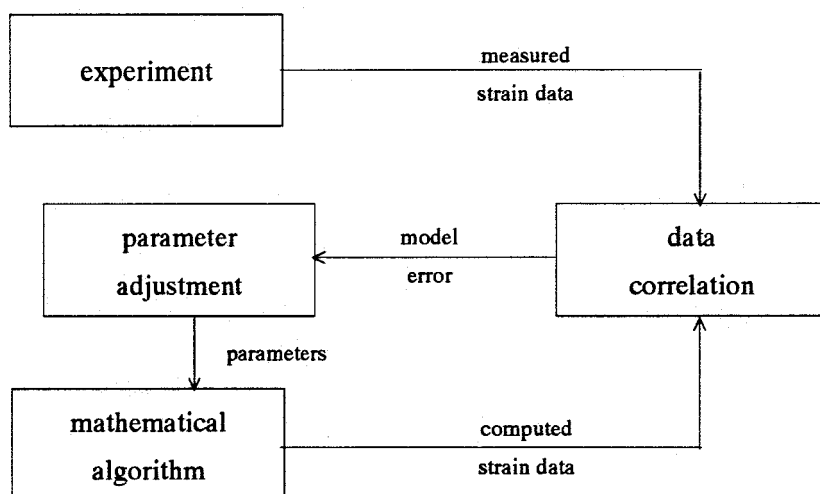 experiment
measured
strain data
parameter
adjustment
model
error
data
correlation
parameters
mathematical
algorithm
computed
strain data